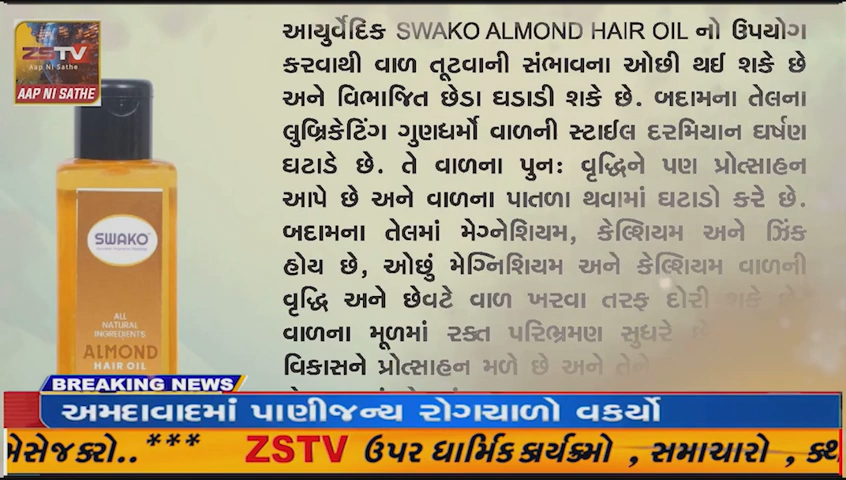 ZSTV
Aap Ni Sathe
AAP NI SATHE
આયુર્વેદિક SWAKO ALMOND HAIR OIL નો ઉપયોગ
કરવાથી વાળ તૂટવાની સંભાવના ઓછી થઈ શકે છે
અને વિભાજિત છેડા ઘડાડી શકે છે. બદામના તેલના
લુબ્રિકેટિંગ ગુણધર્મો વાળની સ્ટાઈલ દરમિયાન ઘર્ષણ
ઘટાડે છે. તે વાળના પુનઃ વૃદ્ધિને પણ પ્રોત્સાહન
આપે છે અને વાળના પાતળા થવામાં ઘટાડો કરે છે.
બદામના તેલમાં મેગ્નેશિયમ, કેલ્શિયમ અને ઝિંક
હોય છે, ઓછું મેગ્નિશિયમ અને કેલ્શિયમ વાળની
વૃદ્ધિ અને છેવટે વાળ ખરવા તરફ દોરી શકે છે.
વાળના મૂળમાં રક્ત પરિભ્રમણ સુધરે છે
વિકાસને પ્રોત્સાહન મળે છે અને તેને
SWAKO
ALL
NATURAL
INGREDIENTS
ALMOND
HAIR OIL
BREAKING NEWS
અમદાવાદમાં પાણીજન્ય રોગચાળો વકર્યો
મેસેજ કરો..*** ZSTV ઉપર ધાર્મિક કાર્યક્રમો , સમાચારો ,